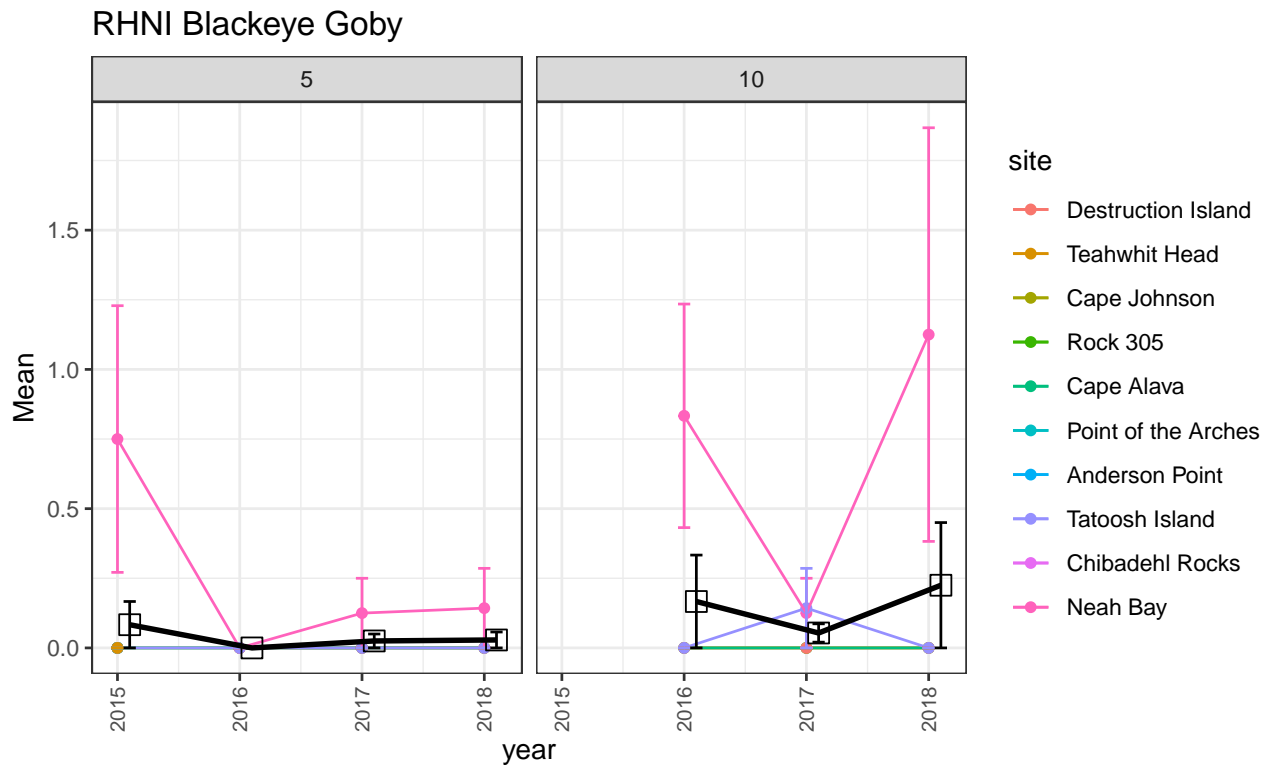 RHNI Blackeye Goby
5
10
Mean
1.5
1.0
0.5
0.0
2015
2016
2017
2018
2015
2016
2017
2018
year
site
Destruction Island
Teahwhit Head
Cape Johnson
Rock 305
Cape Alava
Point of the Arches
Anderson Point
Tatoosh Island
Chibadehl Rocks
Neah Bay